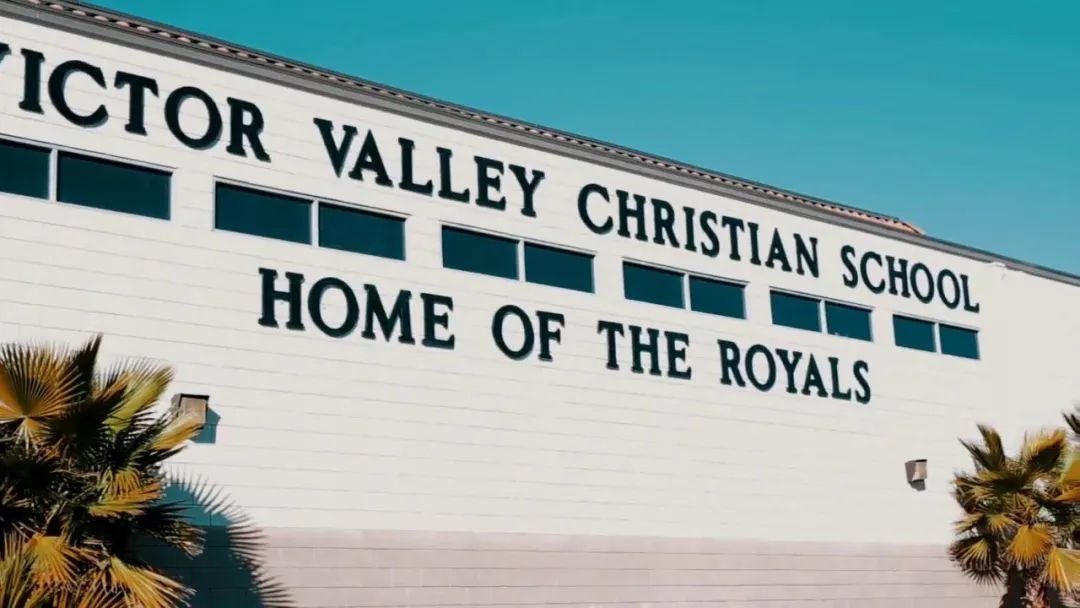 VICTOR VALLEY CHRISTIAN SCHOOL
HOME OF THE ROYALS